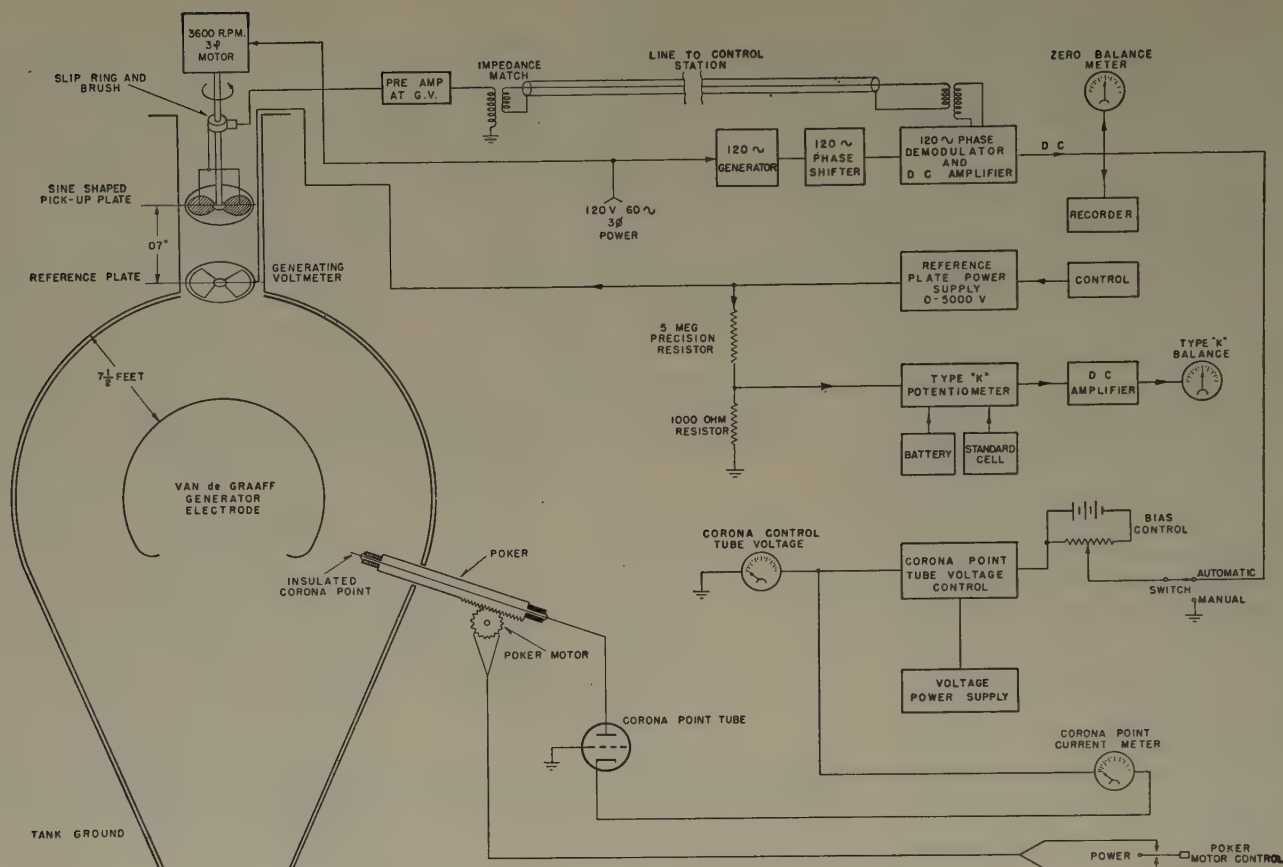 3600 R.P.M.
3φ
MOTOR
SLIP RING AND
BRUSH
PRE AMP
AT G.V.
IMPEDANCE
MATCH
LINE TO CONTROL
STATION
ZERO BALANCE
METER
120 ~
GENERATOR
120 ~
PHASE
SHIFTER
120 ~ PHASE
DEMODULATOR
AND
D C AMPLIFIER
D C
RECORDER
SINE SHAPED
PICK-UP PLATE
120 V 60 ~
3ø
POWER
07"
REFERENCE PLATE
GENERATING
VOLTMETER
REFERENCE
PLATE POWER
SUPPLY
0-5000 V
CONTROL
5 MEG
PRECISION
RESISTOR
TYPE "K"
BALANCE
7½ FEET
TYPE "K"
POTENTIOMETER
D C
AMPLIFIER
1000 OHM
RESISTOR
BATTERY
STANDARD
CELL
VAN de GRAAFF
GENERATOR
ELECTRODE
CORONA CONTROL
TUBE VOLTAGE
BIAS
CONTROL
POKER
CORONA POINT
TUBE VOLTAGE
CONTROL
AUTOMATIC
SWITCH
MANUAL
INSULATED
CORONA POINT
POKER MOTOR
VOLTAGE
POWER SUPPLY
CORONA POINT TUBE
CORONA POINT
CURRENT METER
TANK GROUND
POWER
POKER
MOTOR CONTROL